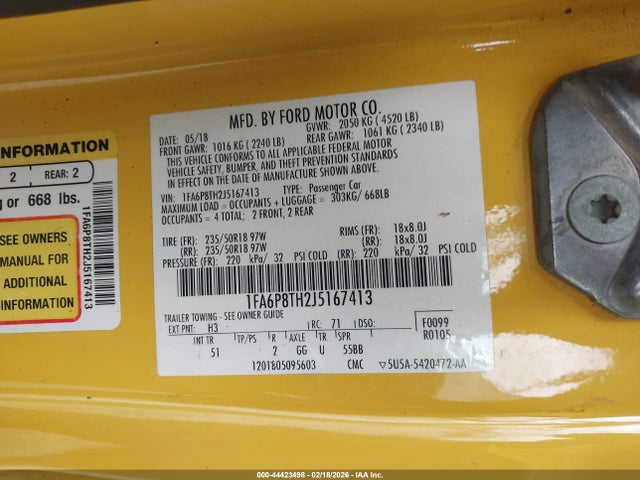 MFD. BY FORD MOTOR CO.
DATE: 05/18
GVWR: 2050 KG ( 4520 LB)
FRONT GAWR: 1016 KG ( 2240 LB)
REAR GAWR: 1061 KG ( 2340 LB)
THIS VEHICLE CONFORMS TO ALL APPLICABLE FEDERAL MOTOR
VEHICLE SAFETY, BUMPER, AND THEFT PREVENTION STANDARDS
IN EFFECT ON THE DATE OF MANUFACTURE SHOWN ABOVE.
VIN: 1FA6P8TH2J5167413 TYPE: Passenger Car
MAXIMUM LOAD = OCCUPANTS + LUGGAGE = 303KG/ 668LB
OCCUPANTS = 4 TOTAL; 2 FRONT, 2 REAR
TIRE (FR): 235/50R18 97W RIMS (FR): 18x8.0J
(RR): 235/50R18 97W (RR): 18x8.0J
PRESSURE (FR): 220 kPa/ 32 PSI COLD (RR): 220 kPa/ 32 PSI COLD
1FA6P8TH2J5167413
TRAILER TOWING - SEE OWNER GUIDE
EXT PNT: H3 RC: 71 DSO: F0099
R0105
INT TR TP/PS R AXLE TR SPR
51 2 GG U 55BB
1201805095603 CMC SU5A-5420472-AA
INFORMATION
2 REAR: 2
g or 668 lbs.
SEE OWNERS
MANUAL FOR
ADDITIONAL
INFORMATION
1FA6P8TH2J5167413
000-44423498 - 02/18/2026 - IAA Inc.